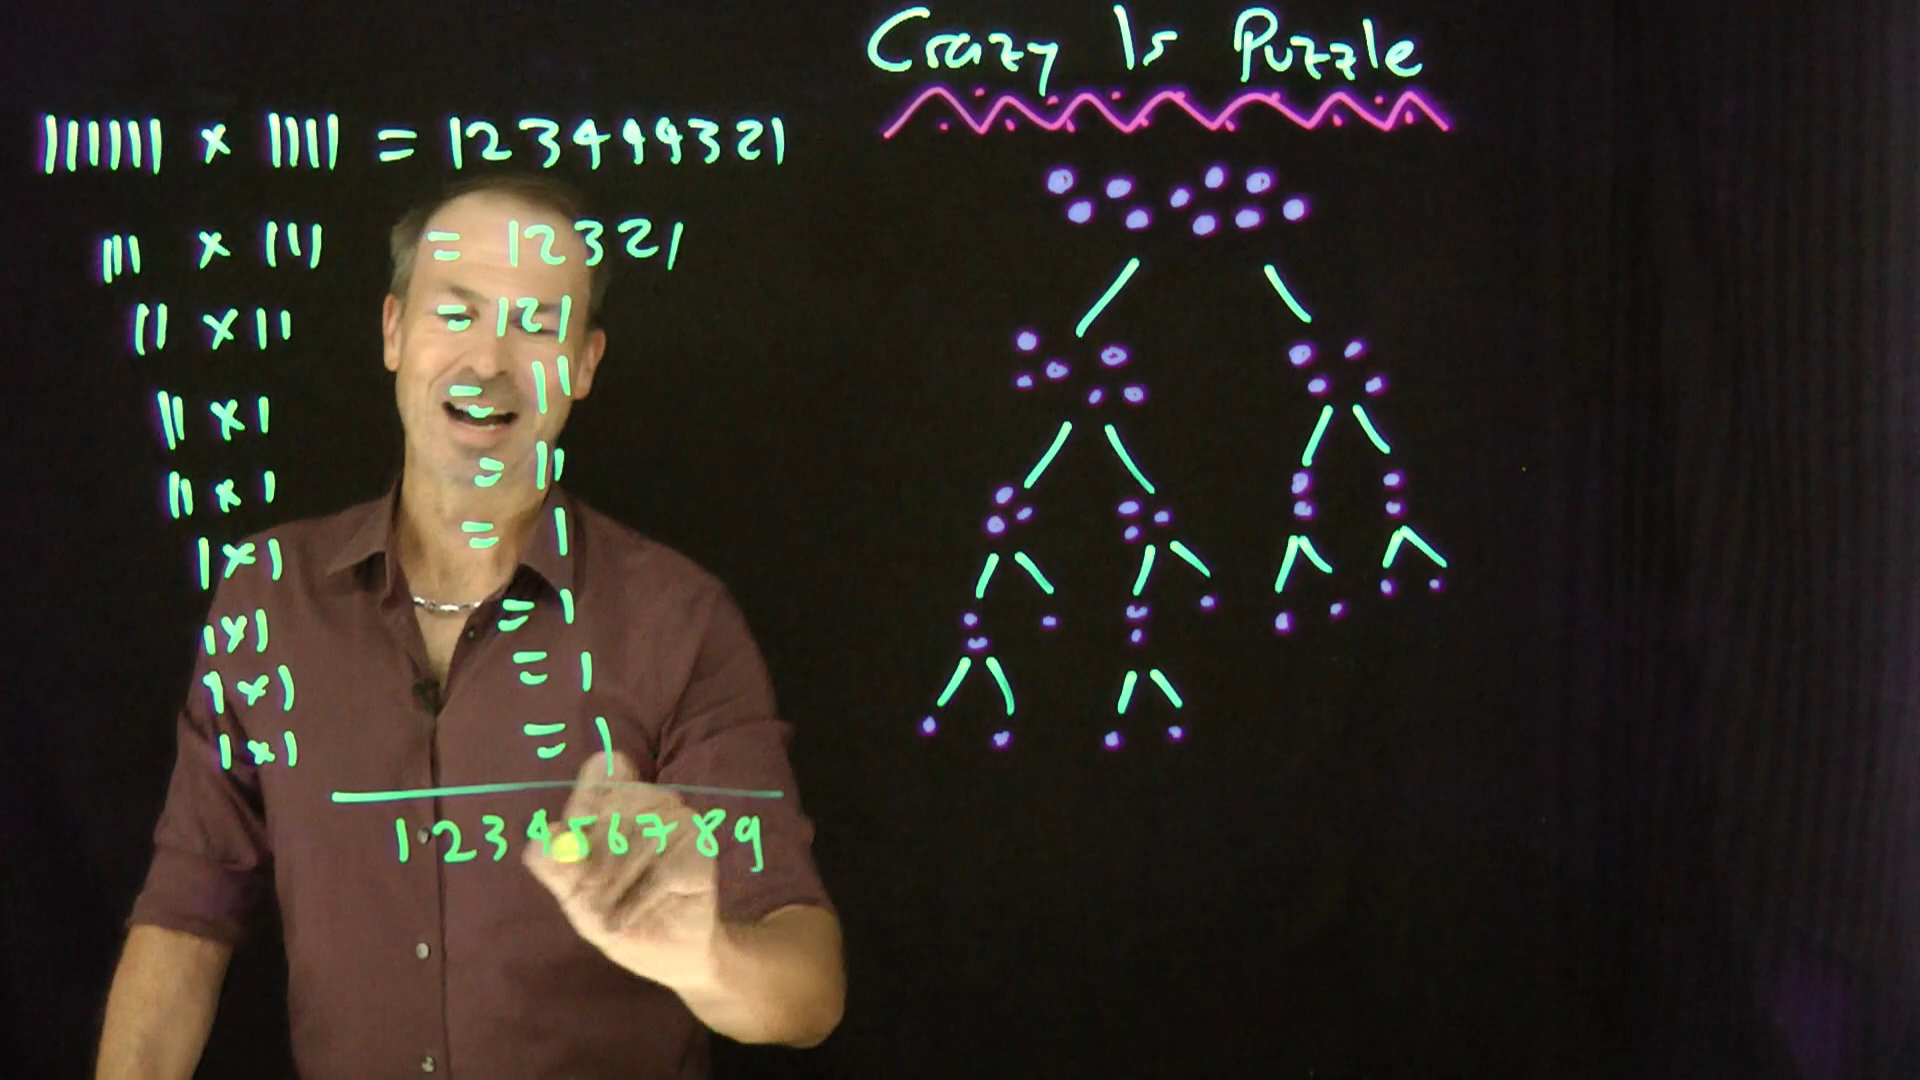 Crazy 1s Puzzle
111111 × 1111 = 123444321
111 × 111 = 12321
11 × 11 = 121
11 × 1 = 11
11 × 1 = 11
1 × 1 = 1
1 × 1 = 1
1 × 1 = 1
1 × 1 = 1
123456789